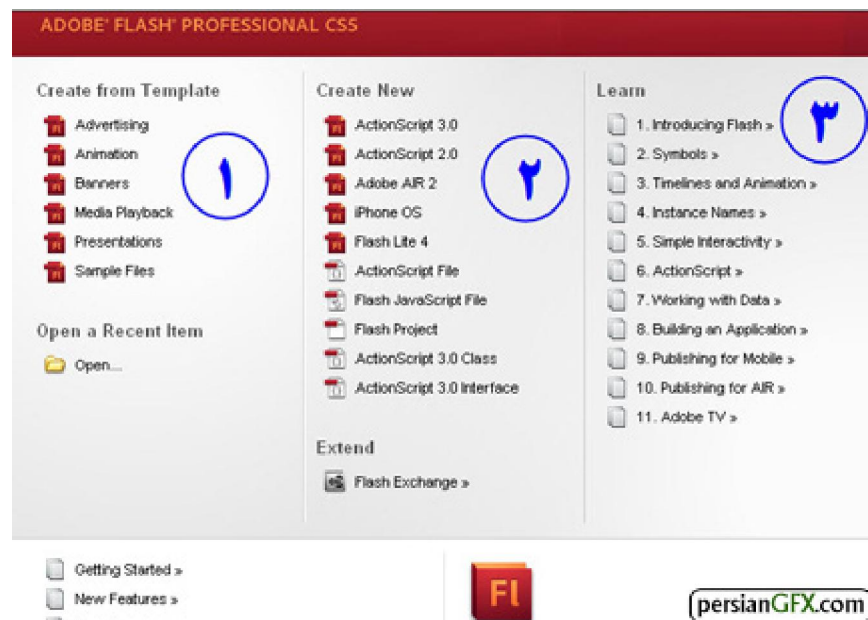 ADOBE® FLASH® PROFESSIONAL CS5
Create from Template
Advertising
Animation
Banners
Media Playback
Presentations
Sample Files
۱
Open a Recent Item
Open...
Create New
ActionScript 3.0
ActionScript 2.0
Adobe AIR 2
iPhone OS
Flash Lite 4
ActionScript File
Flash JavaScript File
Flash Project
ActionScript 3.0 Class
ActionScript 3.0 Interface
۲
Extend
Flash Exchange »
Learn
1. Introducing Flash »
2. Symbols »
3. Timelines and Animation »
4. Instance Names »
5. Simple Interactivity »
6. ActionScript »
7. Working with Data »
8. Building an Application »
9. Publishing for Mobile »
10. Publishing for AIR »
11. Adobe TV »
۳
Getting Started »
New Features »
Fl
persianGFX.com